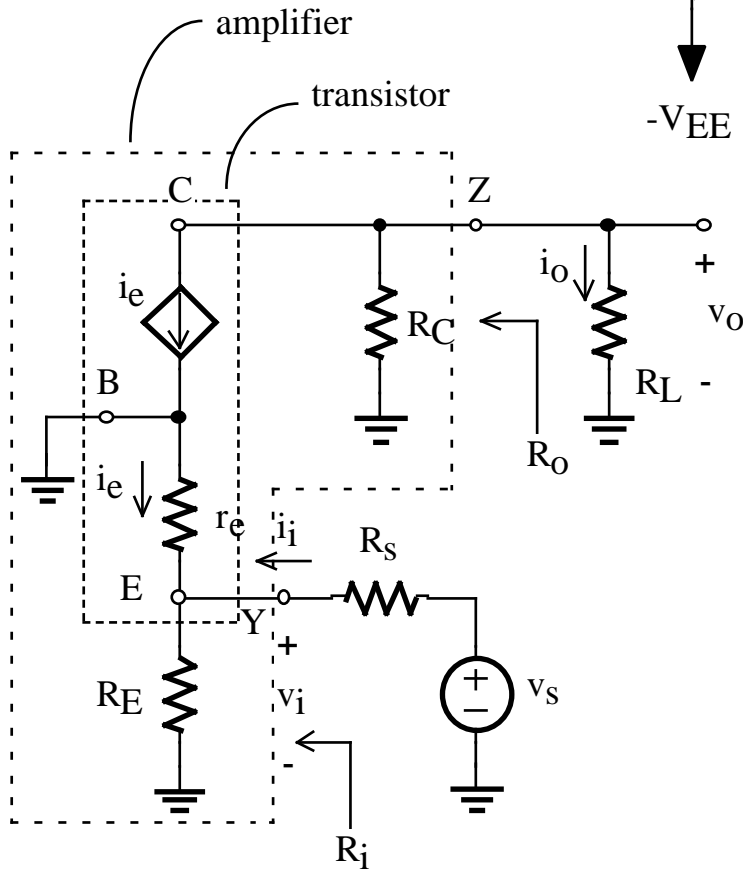 amplifier
transistor
-VEE
C
Z
ie
io
+
vo
RC
RL
-
B
Ro
ie
re
ii
Rs
E
Y
+
RE
vi
+
−
vs
-
Ri